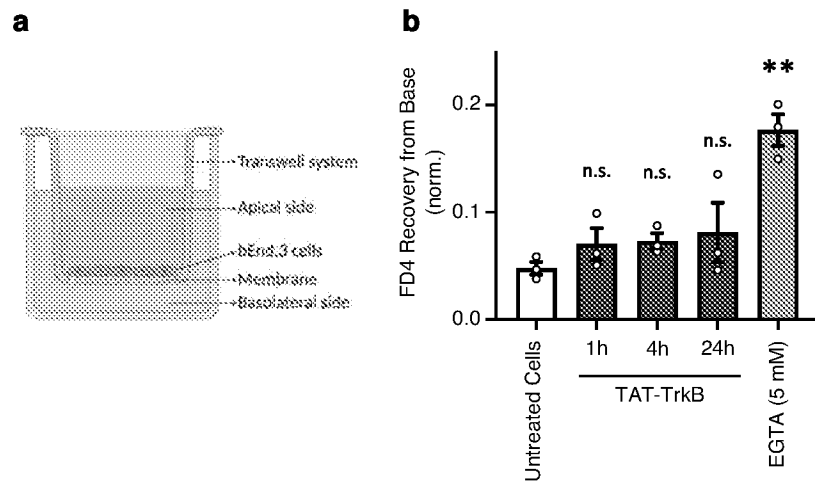 a
Transwell system
Apical side
bEnd.3 cells
Membrane
Basolateral side
b
FD4 Recovery from Base
(norm.)
0.2
0.1
0.0
n.s.
n.s.
n.s.
**
Untreated Cells
1h
4h
24h
TAT-TrkB
EGTA (5 mM)